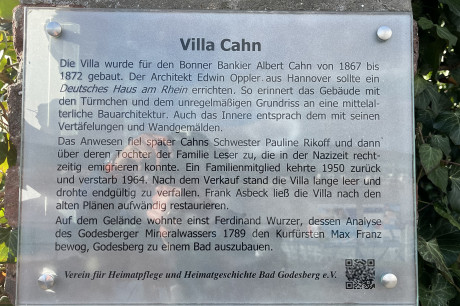 Villa Cahn
Die Villa wurde für den Bonner Bankier Albert Cahn von 1867 bis
1872 gebaut. Der Architekt Edwin Oppler aus Hannover sollte ein
Deutsches Haus am Rhein errichten. So erinnert das Gebäude mit
den Türmchen und dem unregelmäßigen Grundriss an eine mittelal-
terliche Bauarchitektur. Auch das Innere entsprach dem mit seinen
Vertäfelungen und Wandgemälden.
Das Anwesen fiel später Cahns Schwester Pauline Rikoff und dann
über deren Tochter der Familie Leser zu, die in der Nazizeit recht-
zeitig emigrieren konnte. Ein Familienmitglied kehrte 1950 zurück
und verstarb 1964. Nach dem Verkauf stand die Villa lange leer und
drohte endgültig zu verfallen. Frank Asbeck ließ die Villa nach den
alten Plänen aufwändig restaurieren.
Auf dem Gelände wohnte einst Ferdinand Wurzer, dessen Analyse
des Godesberger Mineralwassers 1789 den Kurfürsten Max Franz
bewog, Godesberg zu einem Bad auszubauen.
Verein für Heimatpflege und Heimatgeschichte Bad Godesberg e.V.